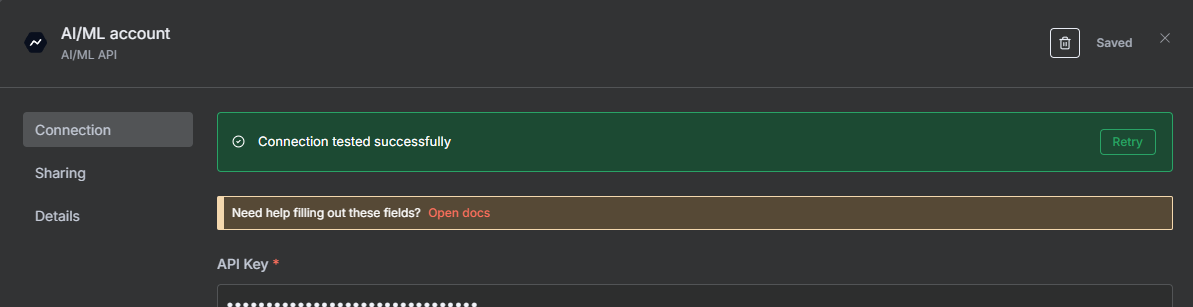 AI/ML account
AI/ML API
Saved
Connection
Sharing
Details
Connection tested successfully
Retry
Need help filling out these fields? Open docs
API Key *